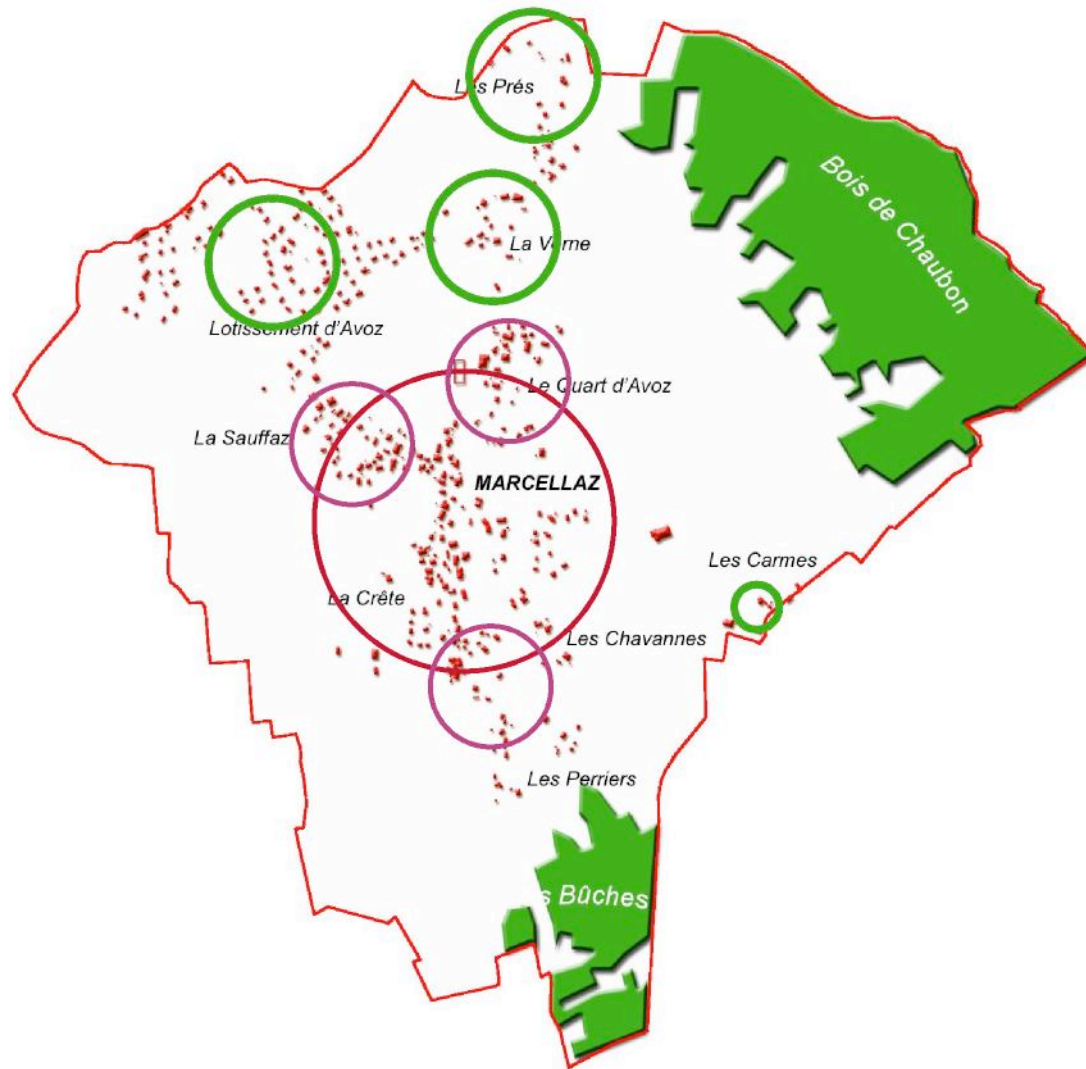 Les Prés
Bois de Chaubon
La Verne
Lotissement d'Avoz
Le Quart d'Avoz
La Sauffaz
MARCELLAZ
Les Carmes
La Crête
Les Chavannes
Les Perriers
s Bûches